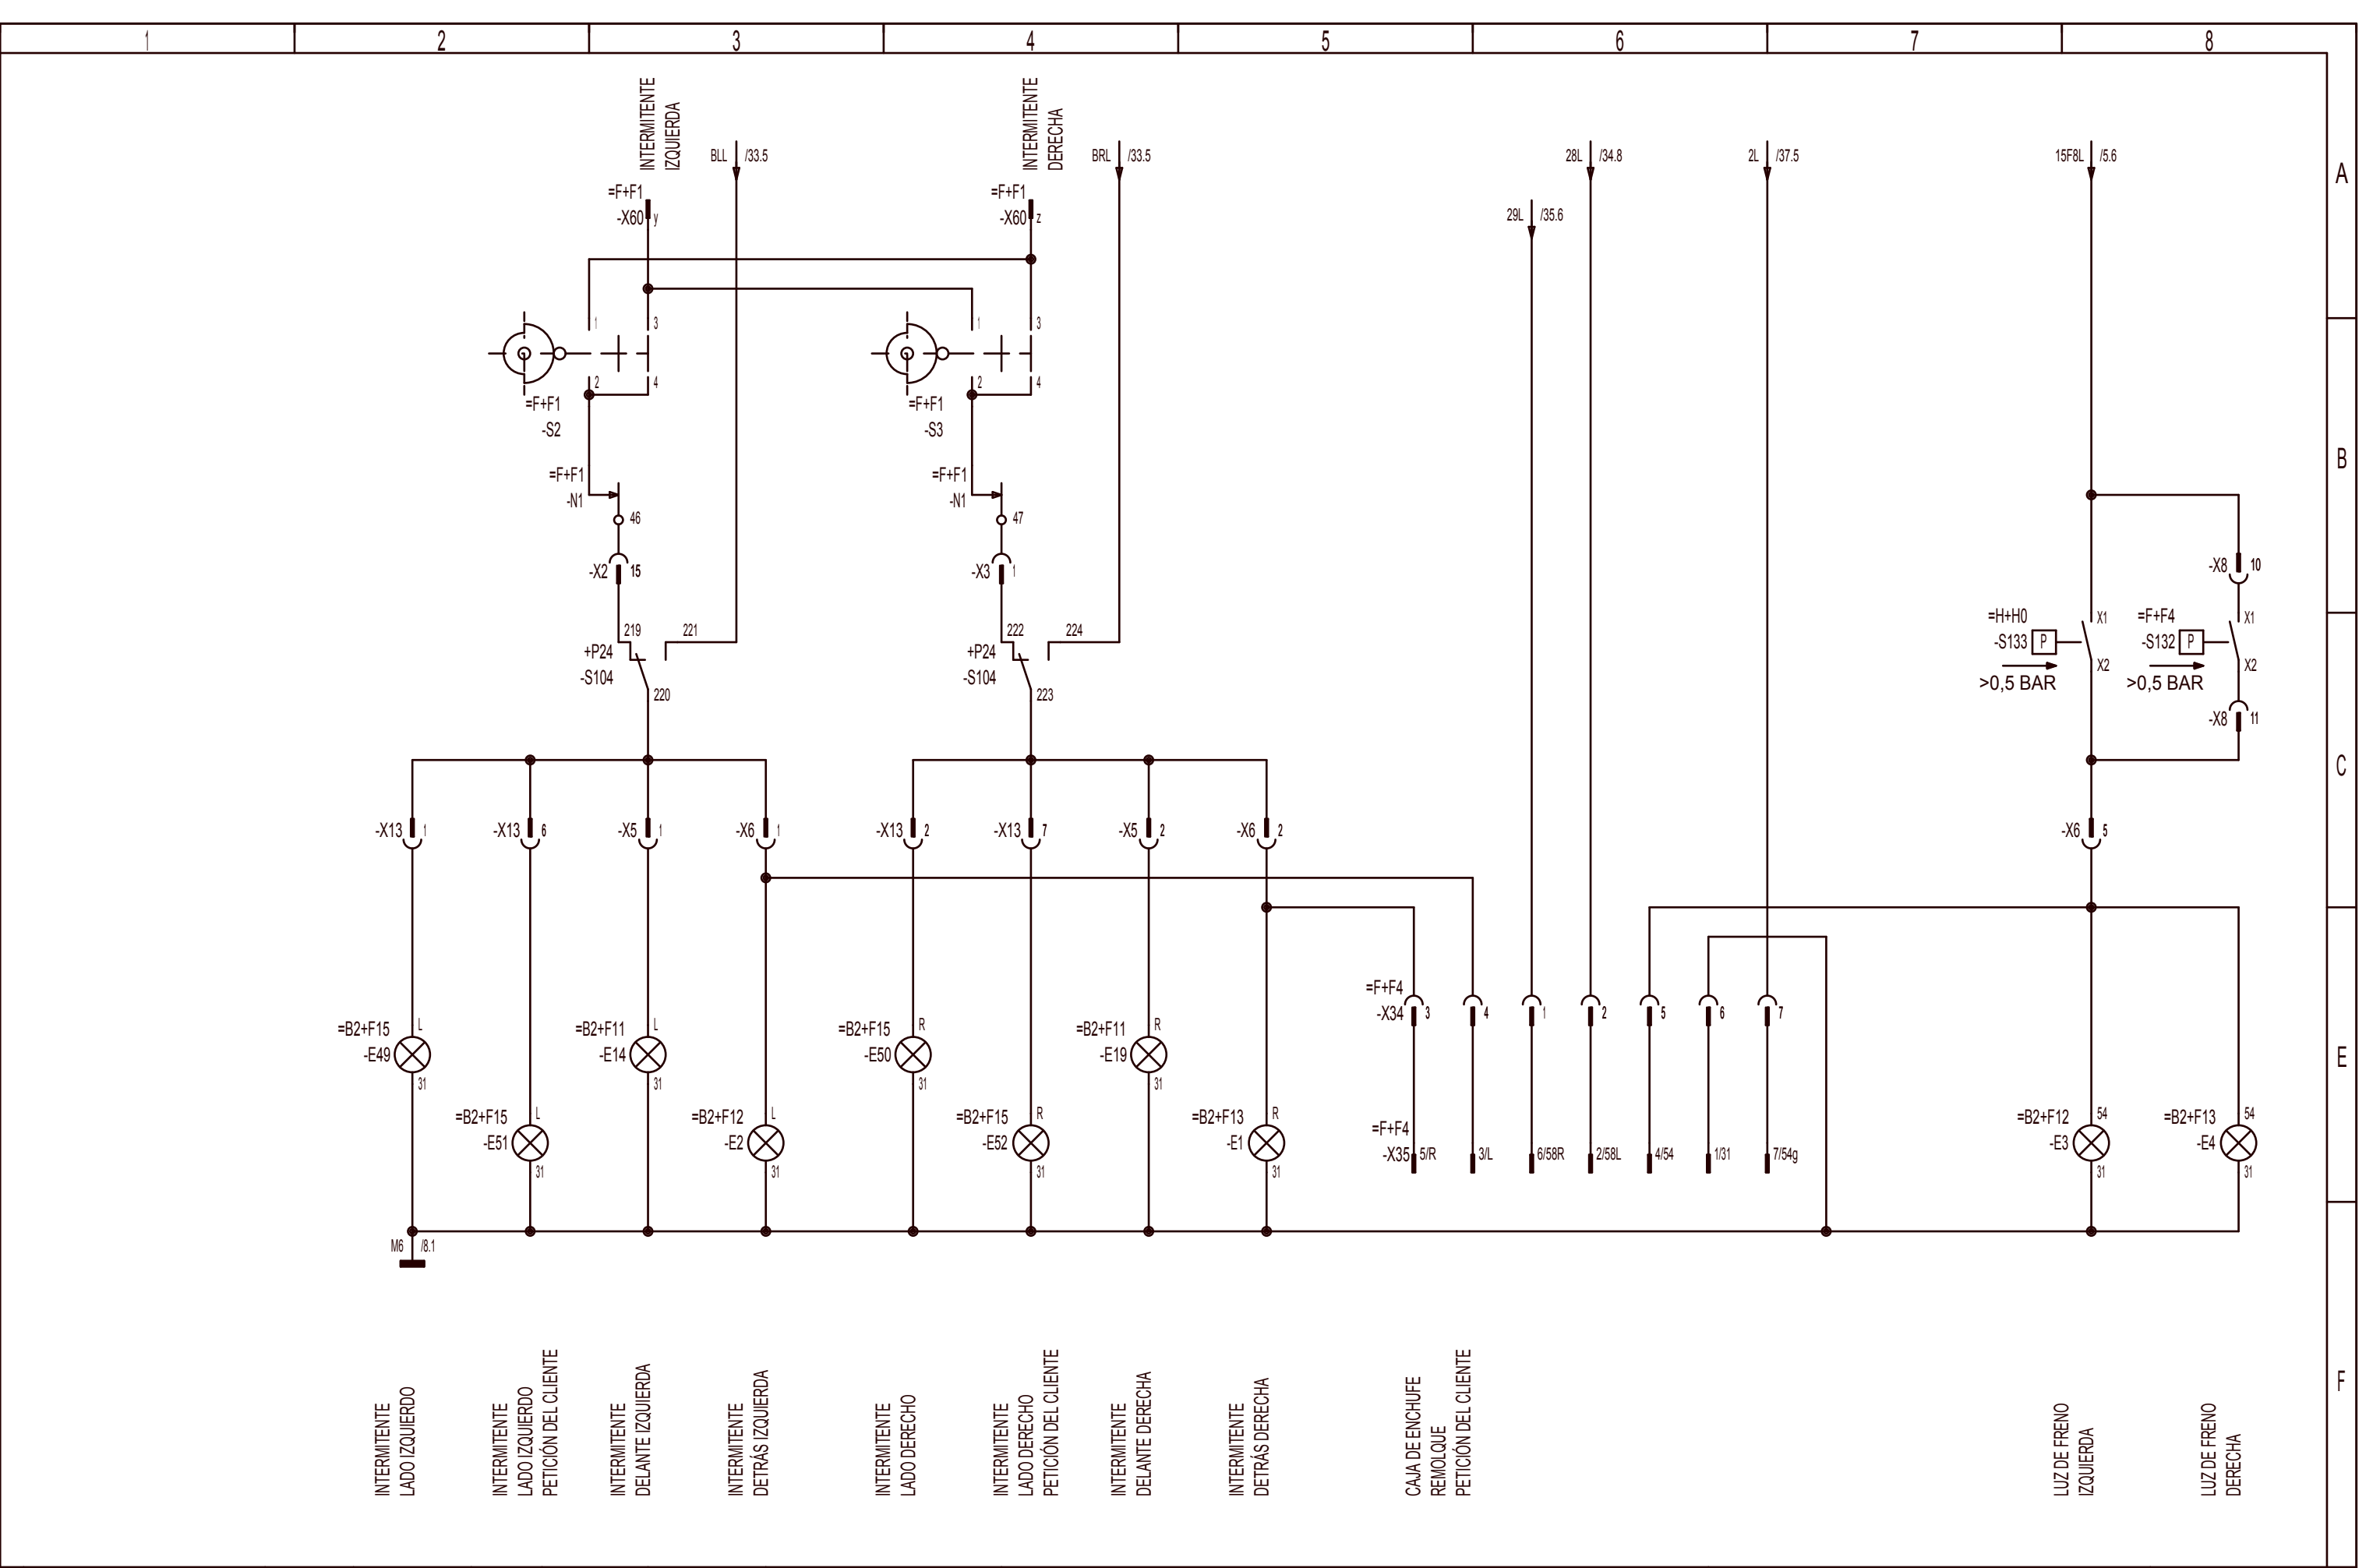 1 2 3 4 5 6 7 8
INTERMITENTE
IZQUIERDA
INTERMITENTE
DERECHA
BLL /33.5
BRL /33.5
28L /34.8
2L /37.5
15F8L /5.6
A
=F+F1
-X60 y
=F+F1
-X60 z
29L /35.6
1 3
1 3
2 4
2 4
=F+F1
-S2
=F+F1
-S3
B
=F+F1
-N1
=F+F1
-N1
46
47
-X2 15
-X3 1
-X8 10
219 221
222 224
+P24
-S104
+P24
-S104
220
223
=H+H0
-S133 P
X1
X2
>0,5 BAR
=F+F4
-S132 P
X1
X2
>0,5 BAR
-X8 11
C
-X13 1
-X13 6
-X5 1
-X6 1
-X13 2
-X13 7
-X5 2
-X6 2
-X6 5
=F+F4
-X34 3 4 1 2 5 6 7
=B2+F15 L
-E49
31
=B2+F11 L
-E14
31
=B2+F15 R
-E50
31
=B2+F11 R
-E19
31
E
=B2+F15 L
-E51
31
=B2+F12 L
-E2
31
=B2+F15 R
-E52
31
=B2+F13 R
-E1
31
=F+F4
-X35 5/R 3/L 6/58R 2/58L 4/54 1/31 7/54g
=B2+F12 54
-E3
31
=B2+F13 54
-E4
31
M6 /8.1
F
INTERMITENTE
LADO IZQUIERDO
INTERMITENTE
LADO IZQUIERDO
PETICIÓN DEL CLIENTE
INTERMITENTE
DELANTE IZQUIERDA
INTERMITENTE
DETRÁS IZQUIERDA
INTERMITENTE
LADO DERECHO
INTERMITENTE
LADO DERECHO
PETICIÓN DEL CLIENTE
INTERMITENTE
DELANTE DERECHA
INTERMITENTE
DETRÁS DERECHA
CAJA DE ENCHUFE
REMOLQUE
PETICIÓN DEL CLIENTE
LUZ DE FRENO
IZQUIERDA
LUZ DE FRENO
DERECHA